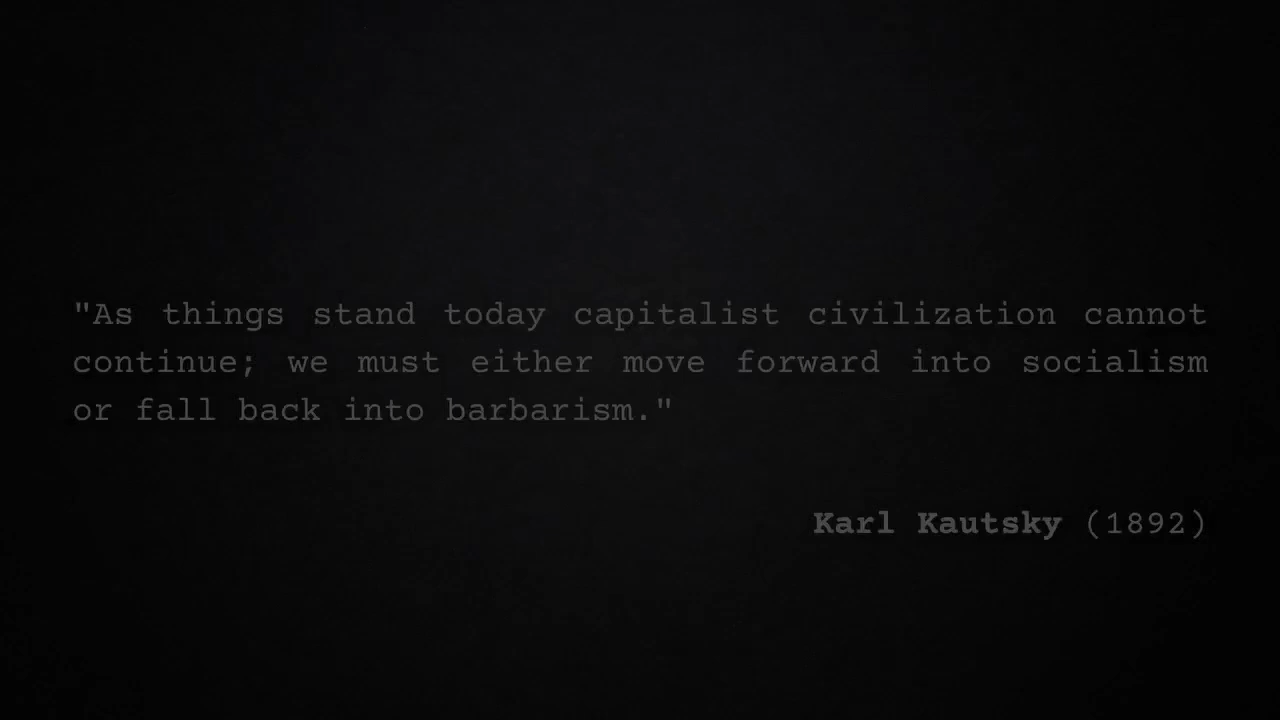 "As things stand today capitalist civilization cannot
continue; we must either move forward into socialism
or fall back into barbarism."
Karl Kautsky (1892)